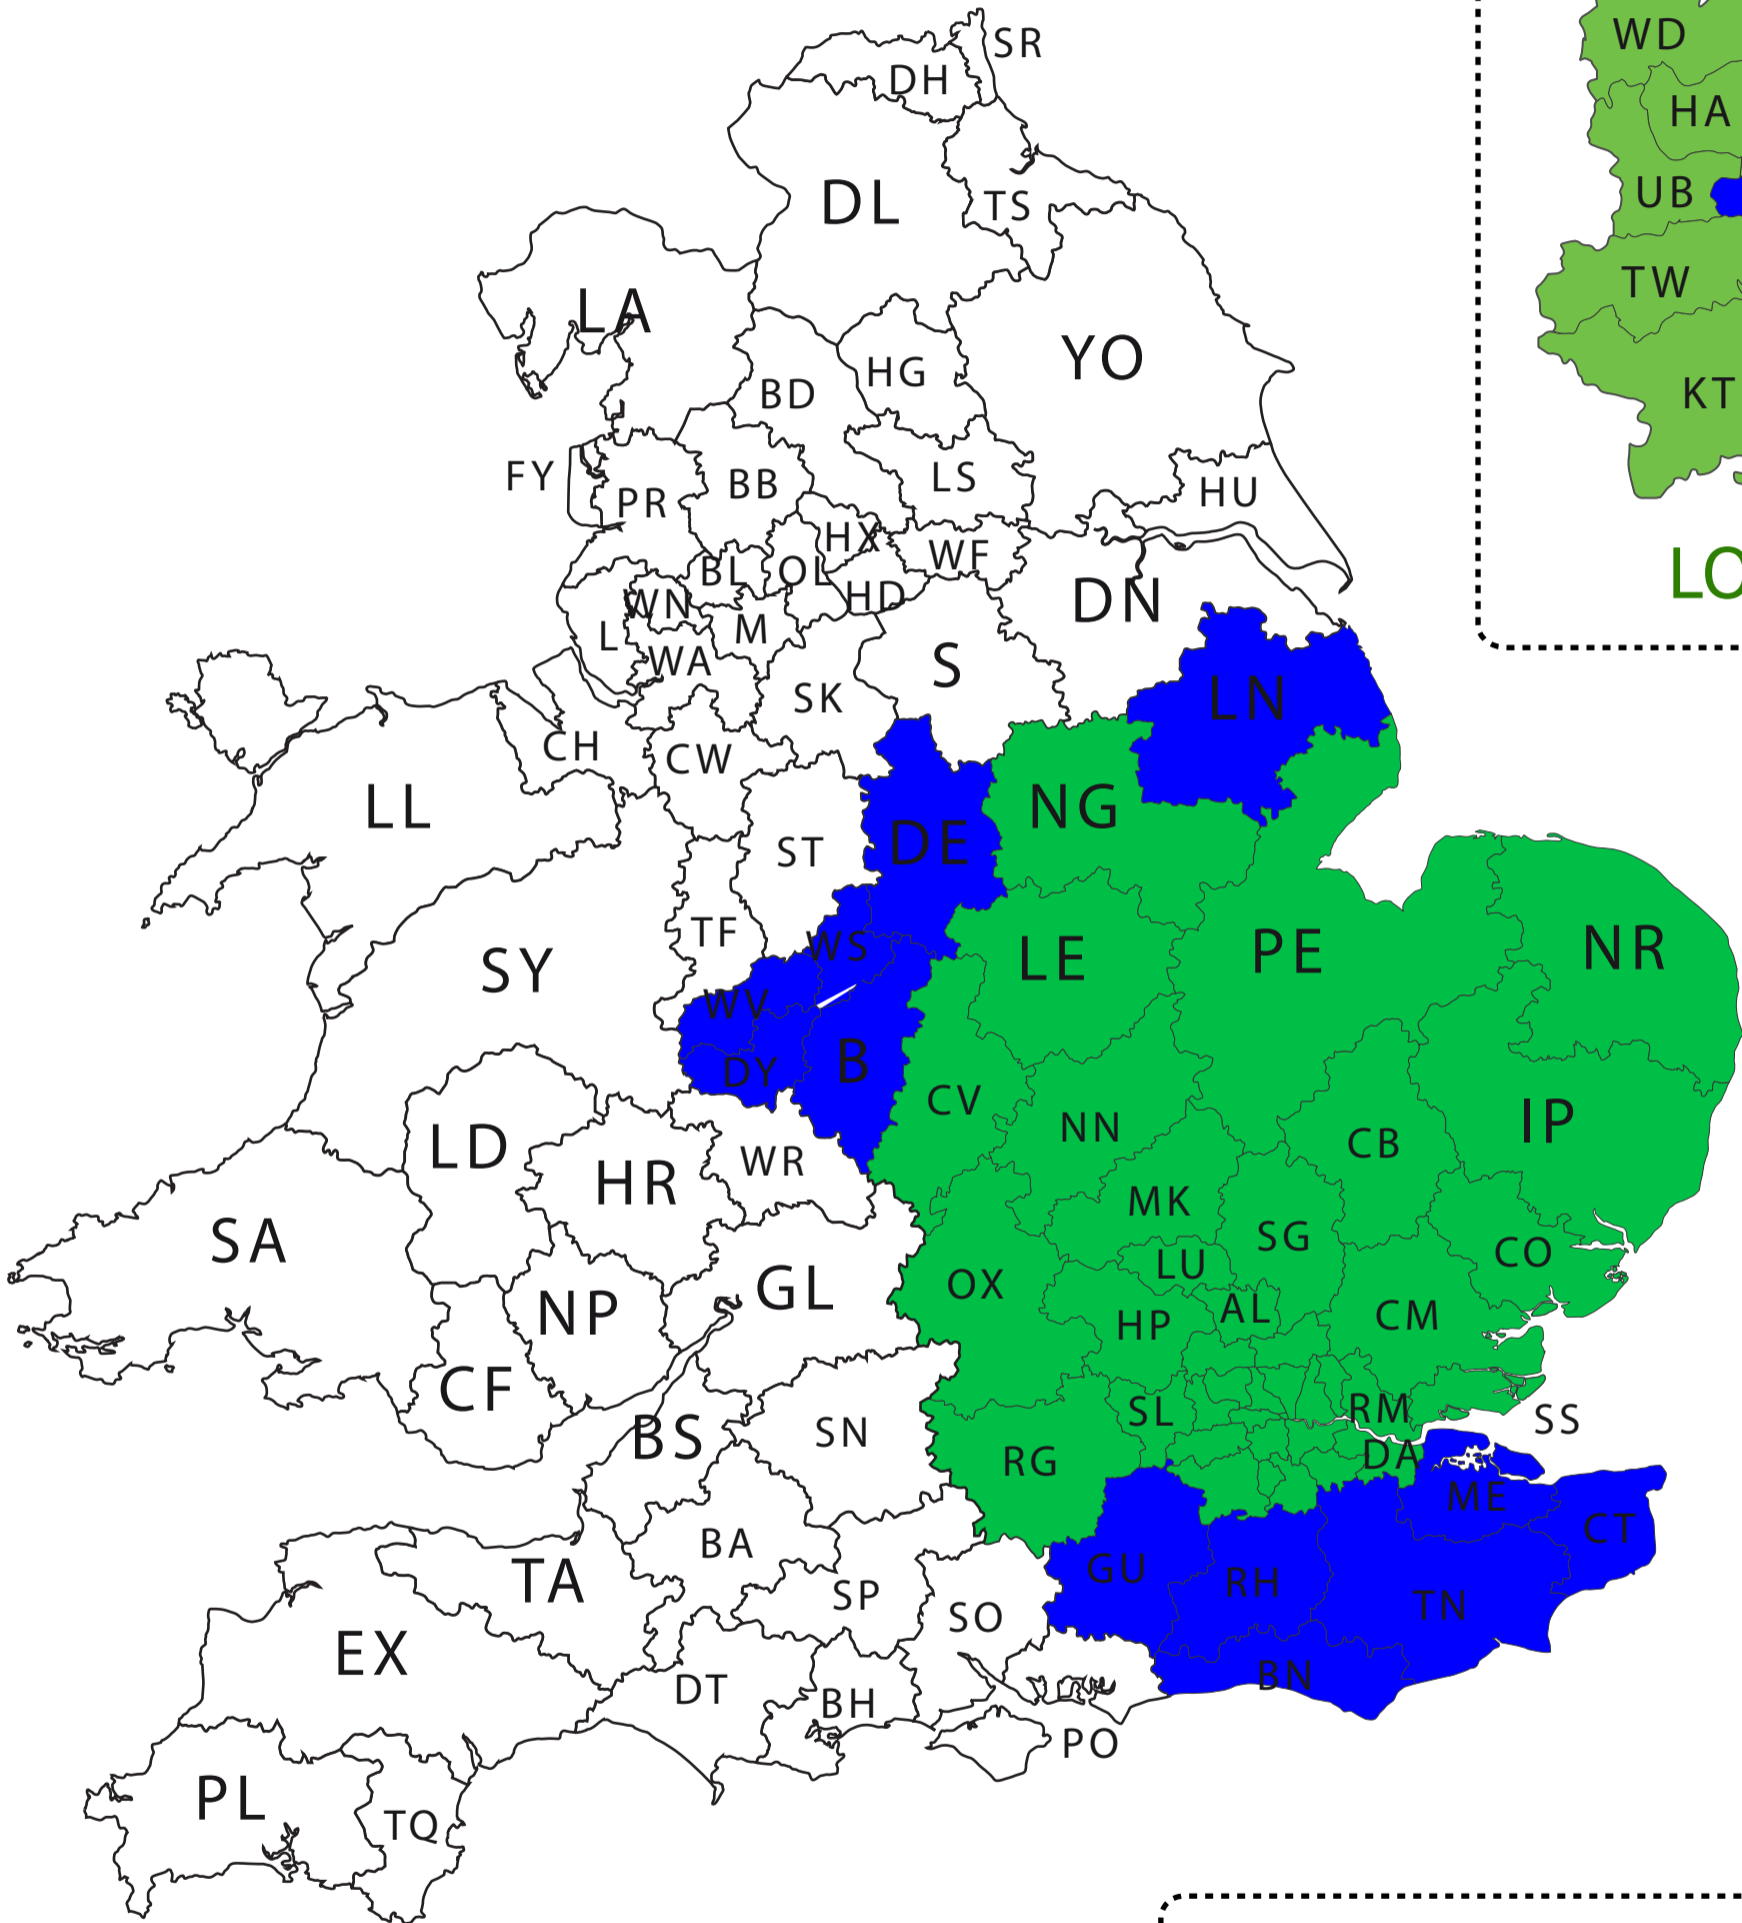 SR
WD
DH
HA
DL
UB
TS
TW
LA
YO
HG
BD
KT
FY
LS
BB
HU
PR
HX
WF
LO
BL
OL
HD
DN
WN
M
L
WA
S
SK
LN
CH
CW
LL
NG
ST
DE
TF
WS
SY
LE
PE
NR
WV
B
DY
CV
NN
IP
CB
LD
HR
WR
MK
SA
SG
CO
LU
OX
GL
NP
HP
AL
CM
CF
SL
RM
SS
BS
SN
RG
DA
ME
CT
BA
TA
GU
RH
SP
TN
SO
EX
BN
DT
BH
PO
PL
TQ